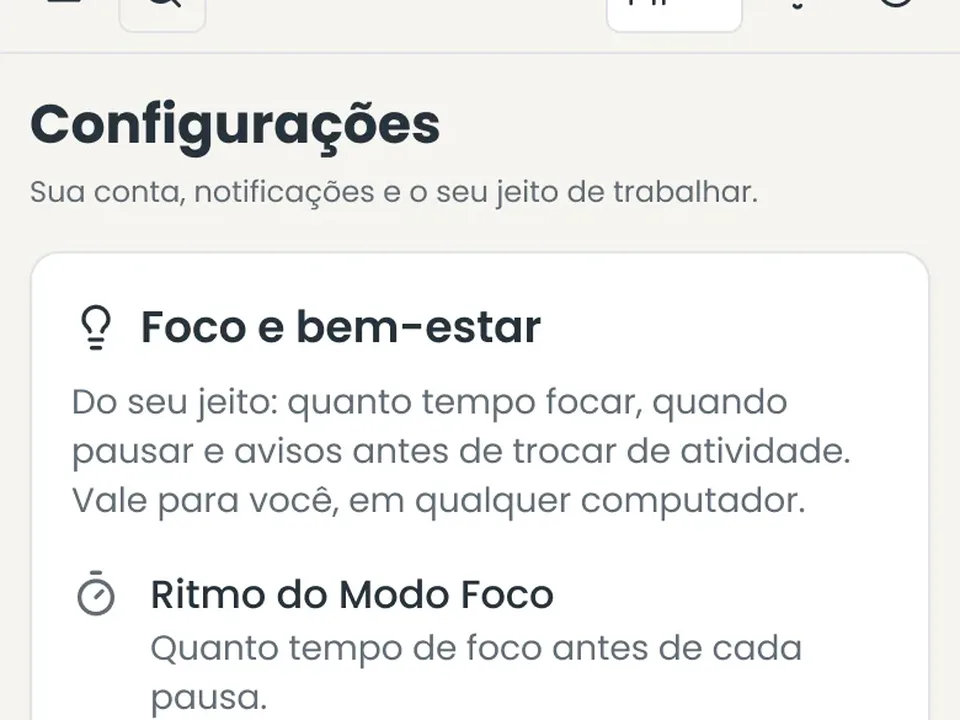 Configurações
Sua conta, notificações e o seu jeito de trabalhar.
Foco e bem-estar
Do seu jeito: quanto tempo focar, quando
pausar e avisos antes de trocar de atividade.
Vale para você, em qualquer computador.
Ritmo do Modo Foco
Quanto tempo de foco antes de cada
pausa.